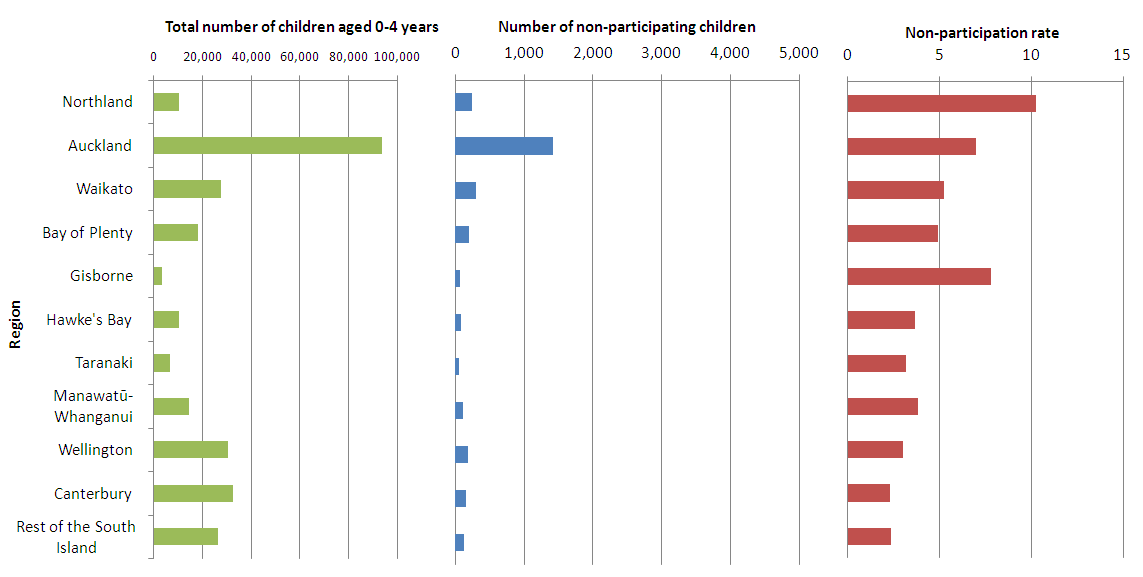 Total number of children aged 0-4 years
0 20,000 40,000 60,000 80,000 100,000
Number of non-participating children
0 1,000 2,000 3,000 4,000 5,000
Non-participation rate
0 5 10 15
Region
Northland
Auckland
Waikato
Bay of Plenty
Gisborne
Hawke's Bay
Taranaki
Manawatū-
Whanganui
Wellington
Canterbury
Rest of the South
Island